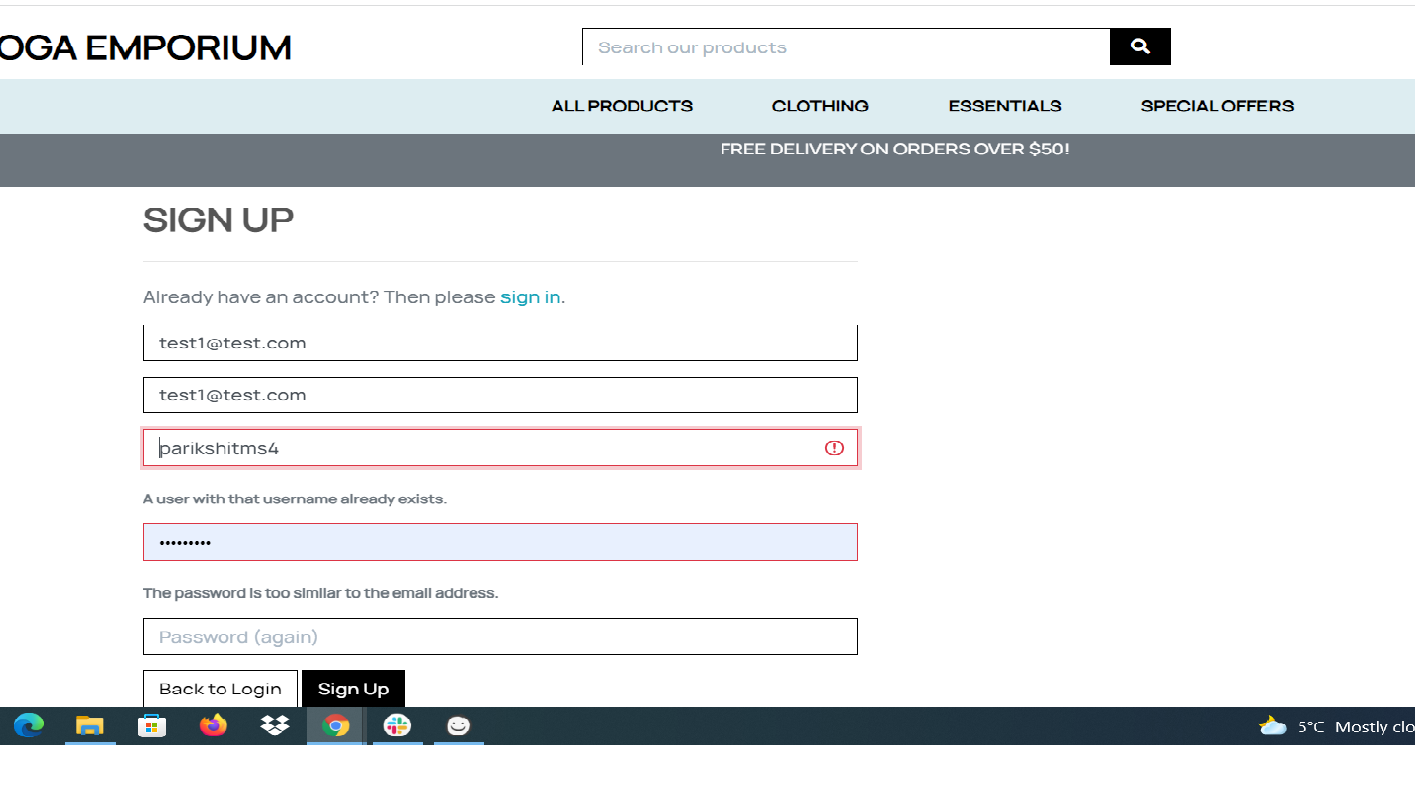 OGA EMPORIUM
Search our products
ALL PRODUCTS CLOTHING ESSENTIALS SPECIAL OFFERS
FREE DELIVERY ON ORDERS OVER $50!
SIGN UP
Already have an account? Then please sign in.
test1@test.com
test1@test.com
parikshitms4
A user with that username already exists.
•••••••••
The password is too similar to the email address.
Password (again)
Back to Login Sign Up
5°C Mostly clo